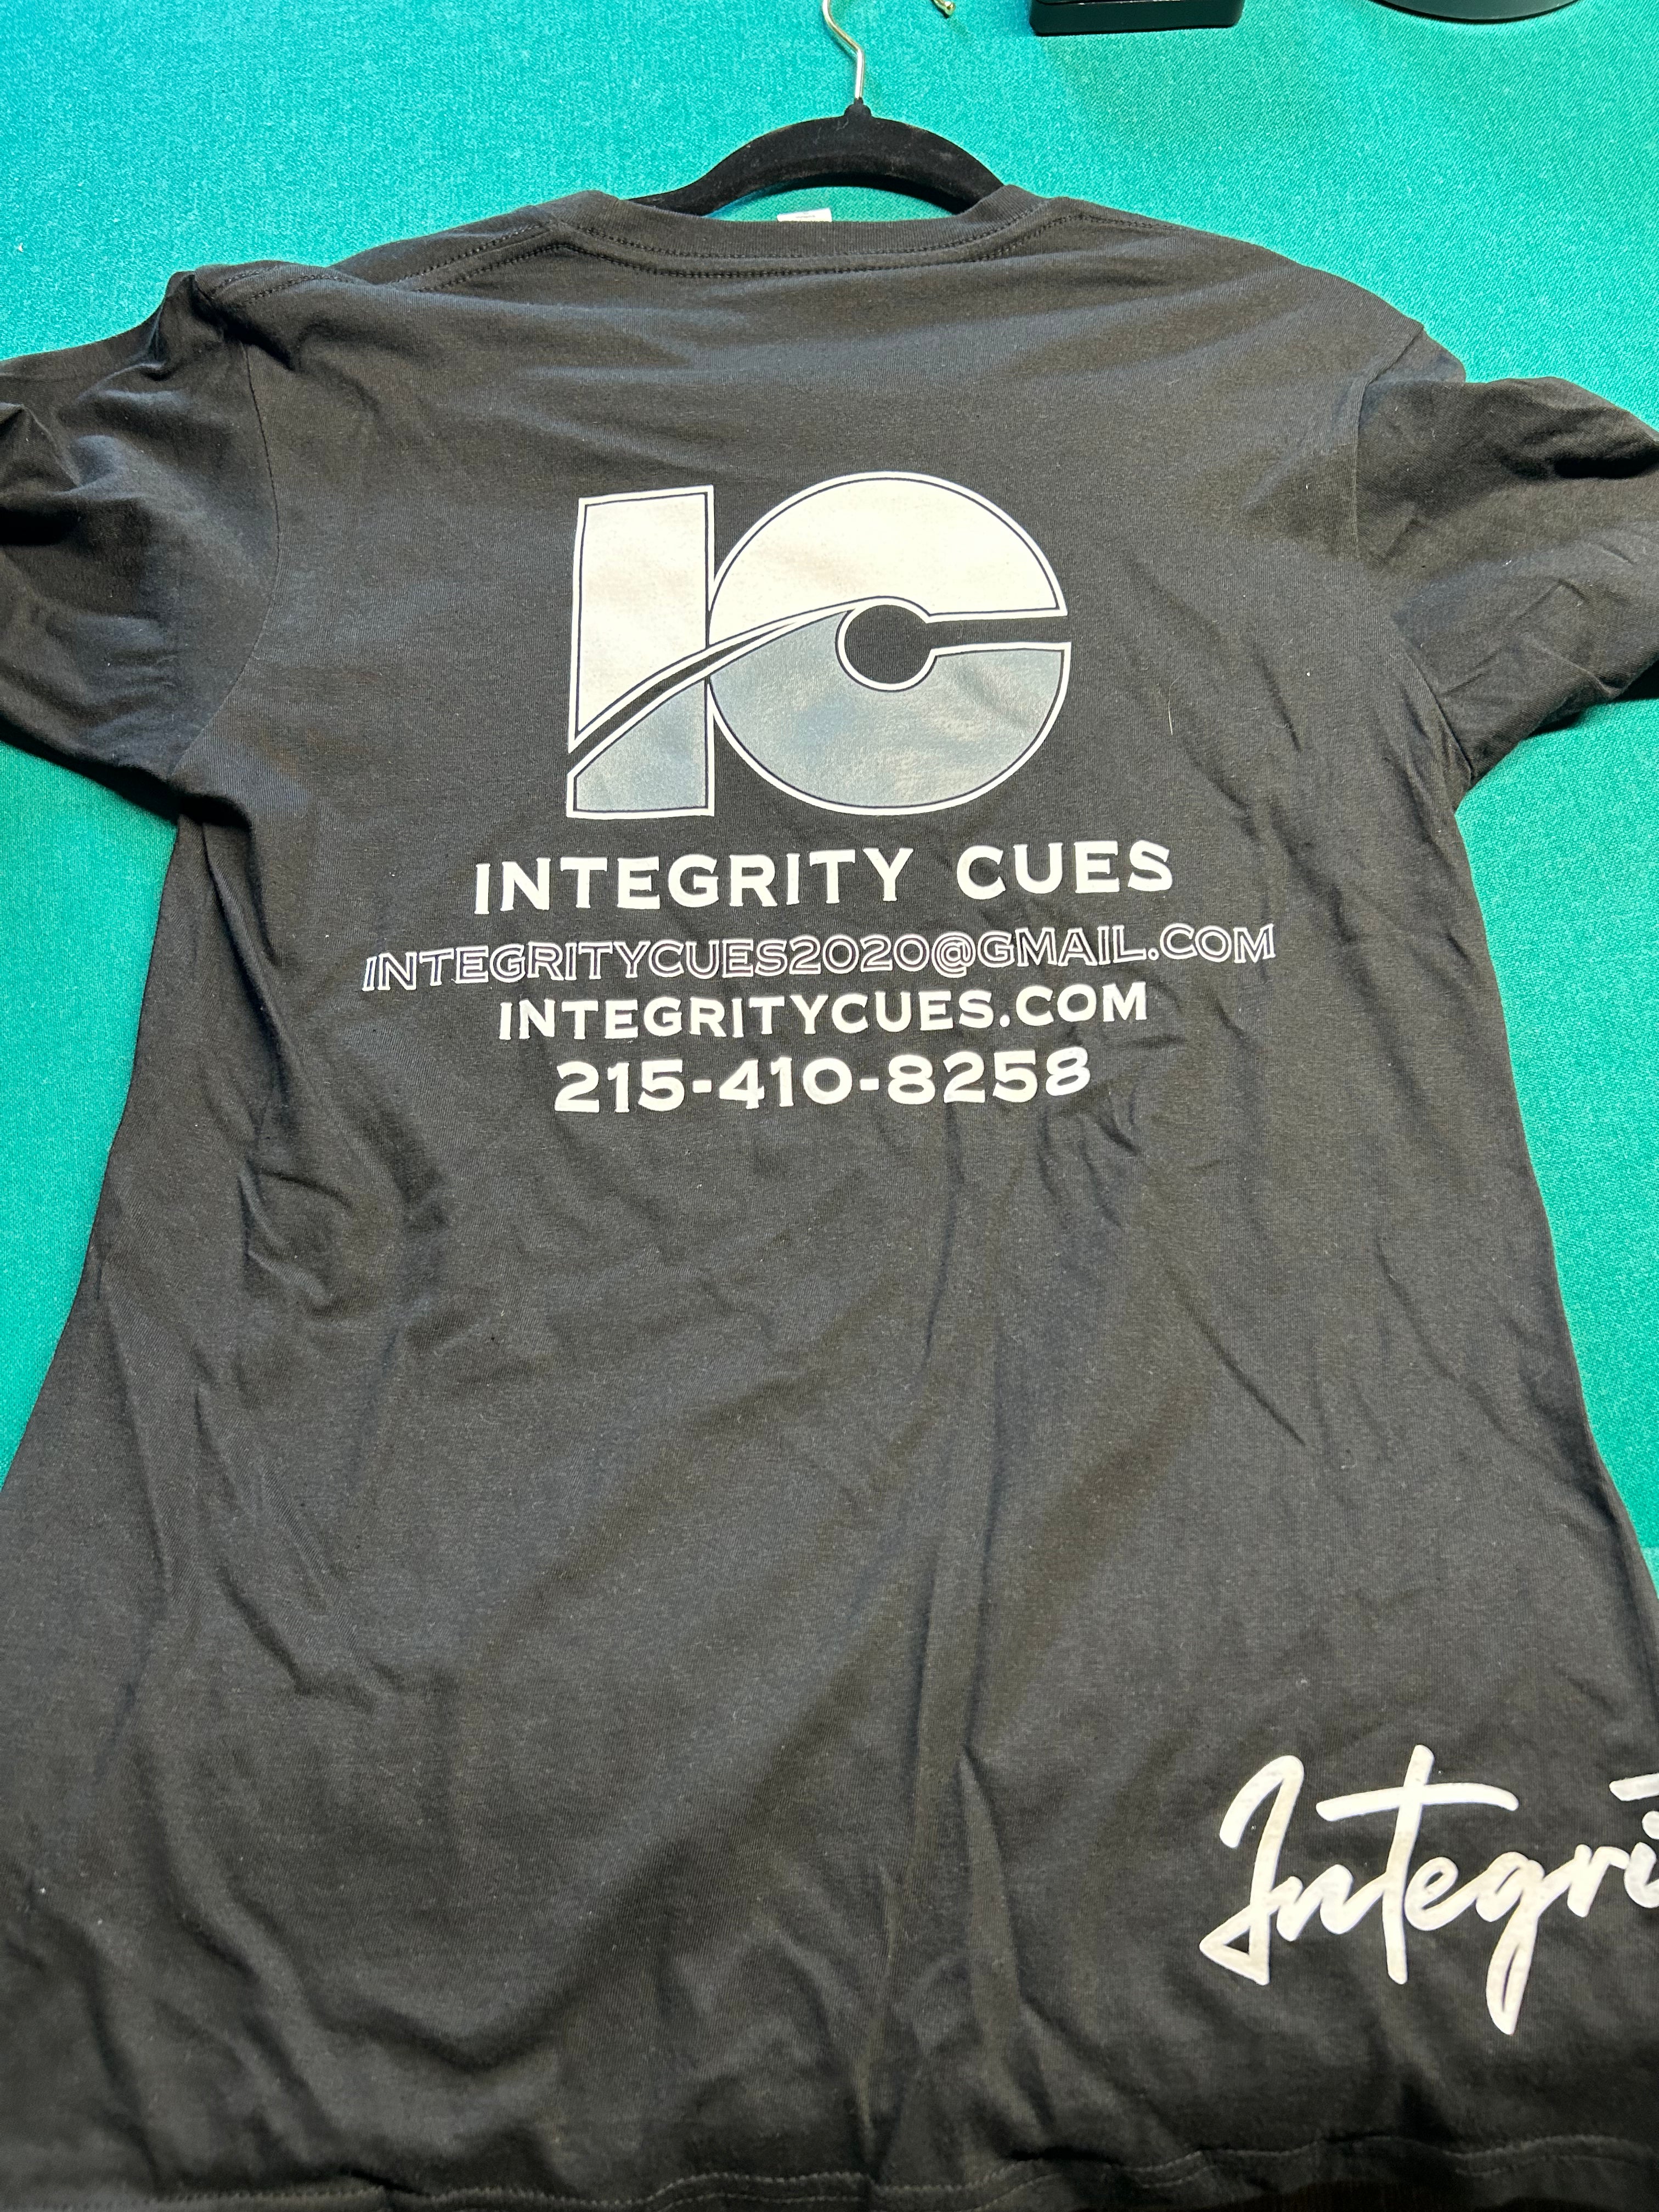 IC
INTEGRITY CUES
INTEGRITYCUES2020@GMAIL.COM
INTEGRITYCUES.COM
215-410-8258